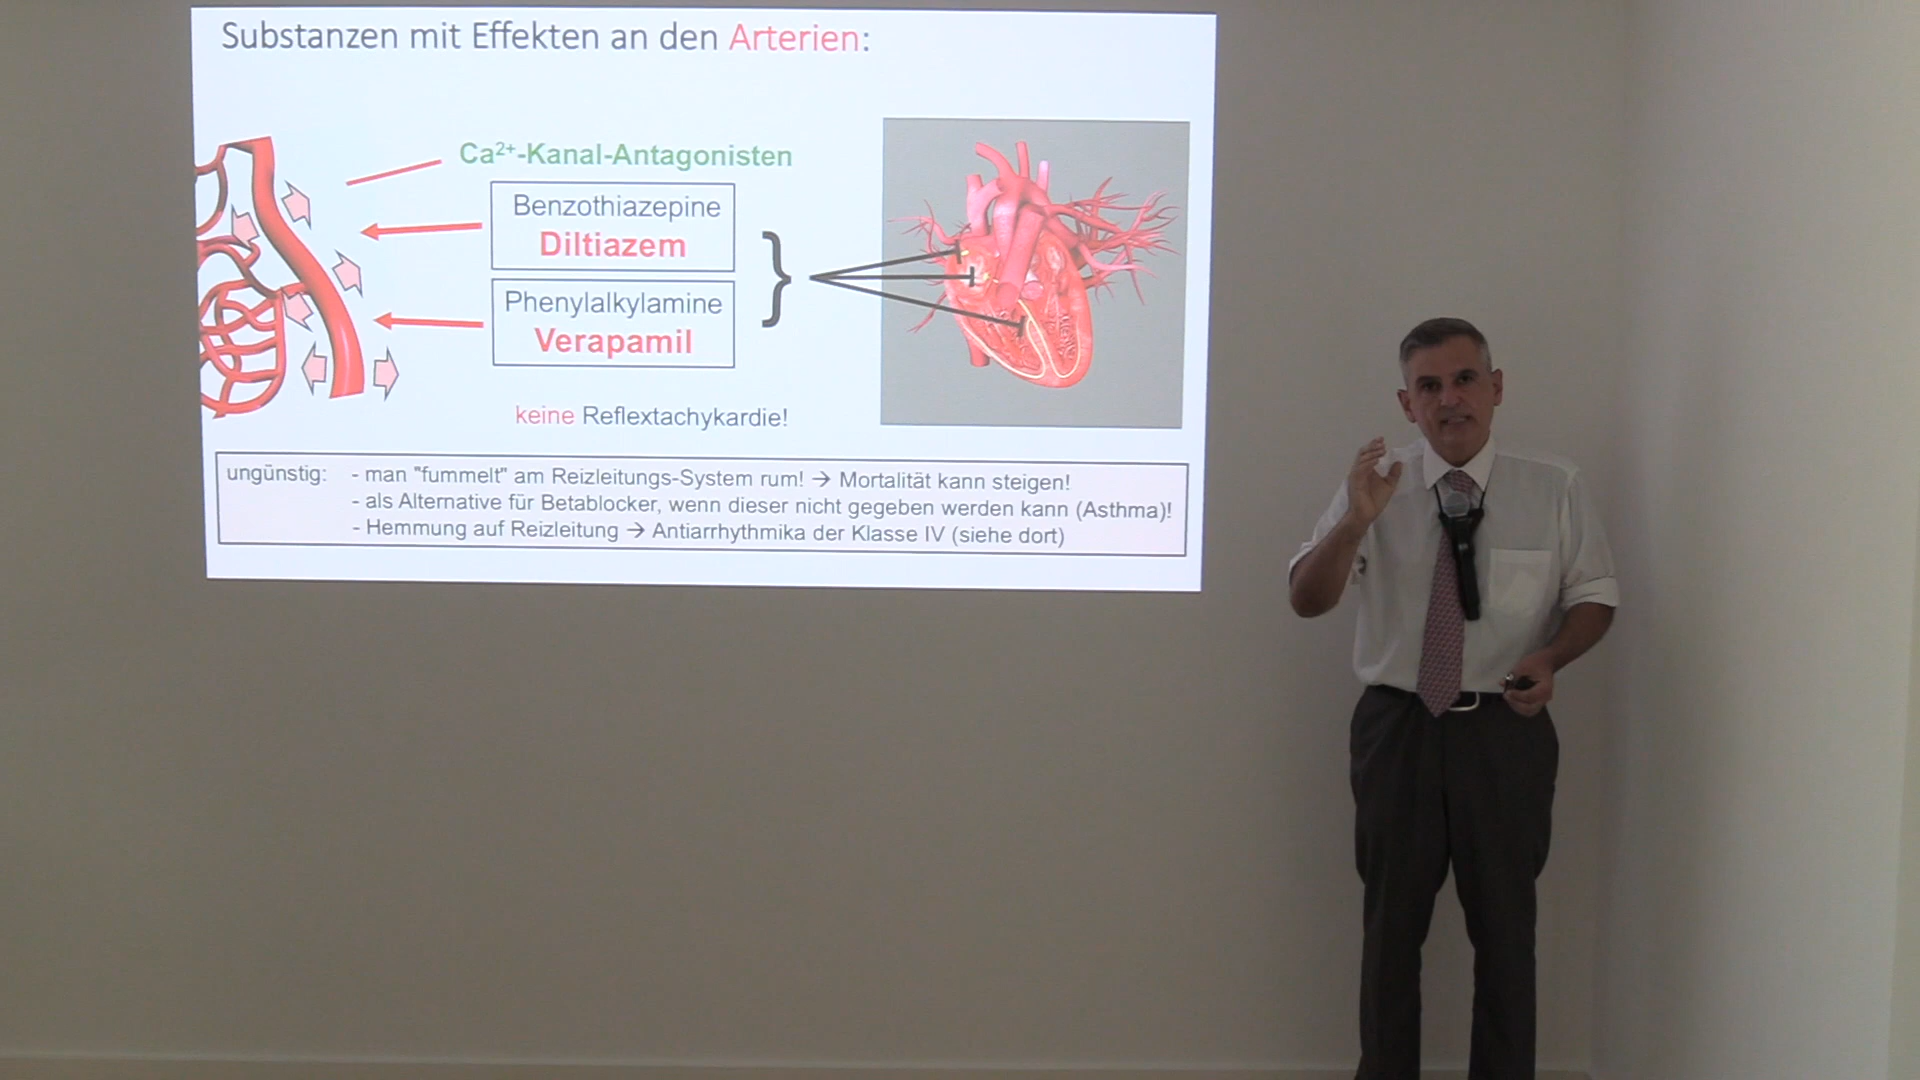 Substanzen mit Effekten an den Arterien:
Ca²⁺-Kanal-Antagonisten
Benzothiazepine
Diltiazem
Phenylalkylamine
Verapamil
keine Reflextachykardie!
ungünstig: - man "fummelt" am Reizleitungs-System rum! → Mortalität kann steigen!
- als Alternative für Betablocker, wenn dieser nicht gegeben werden kann (Asthma)!
- Hemmung auf Reizleitung → Antiarrhythmika der Klasse IV (siehe dort)